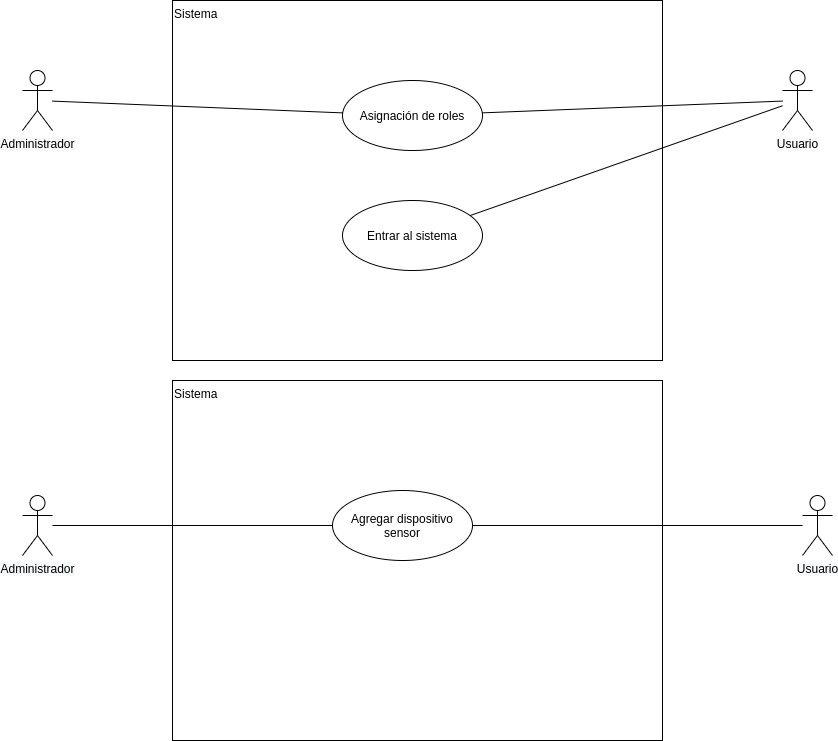 Sistema
Asignación de roles
Administrador
Usuario
Entrar al sistema
Sistema
Agregar dispositivo
sensor
Administrador
Usuario